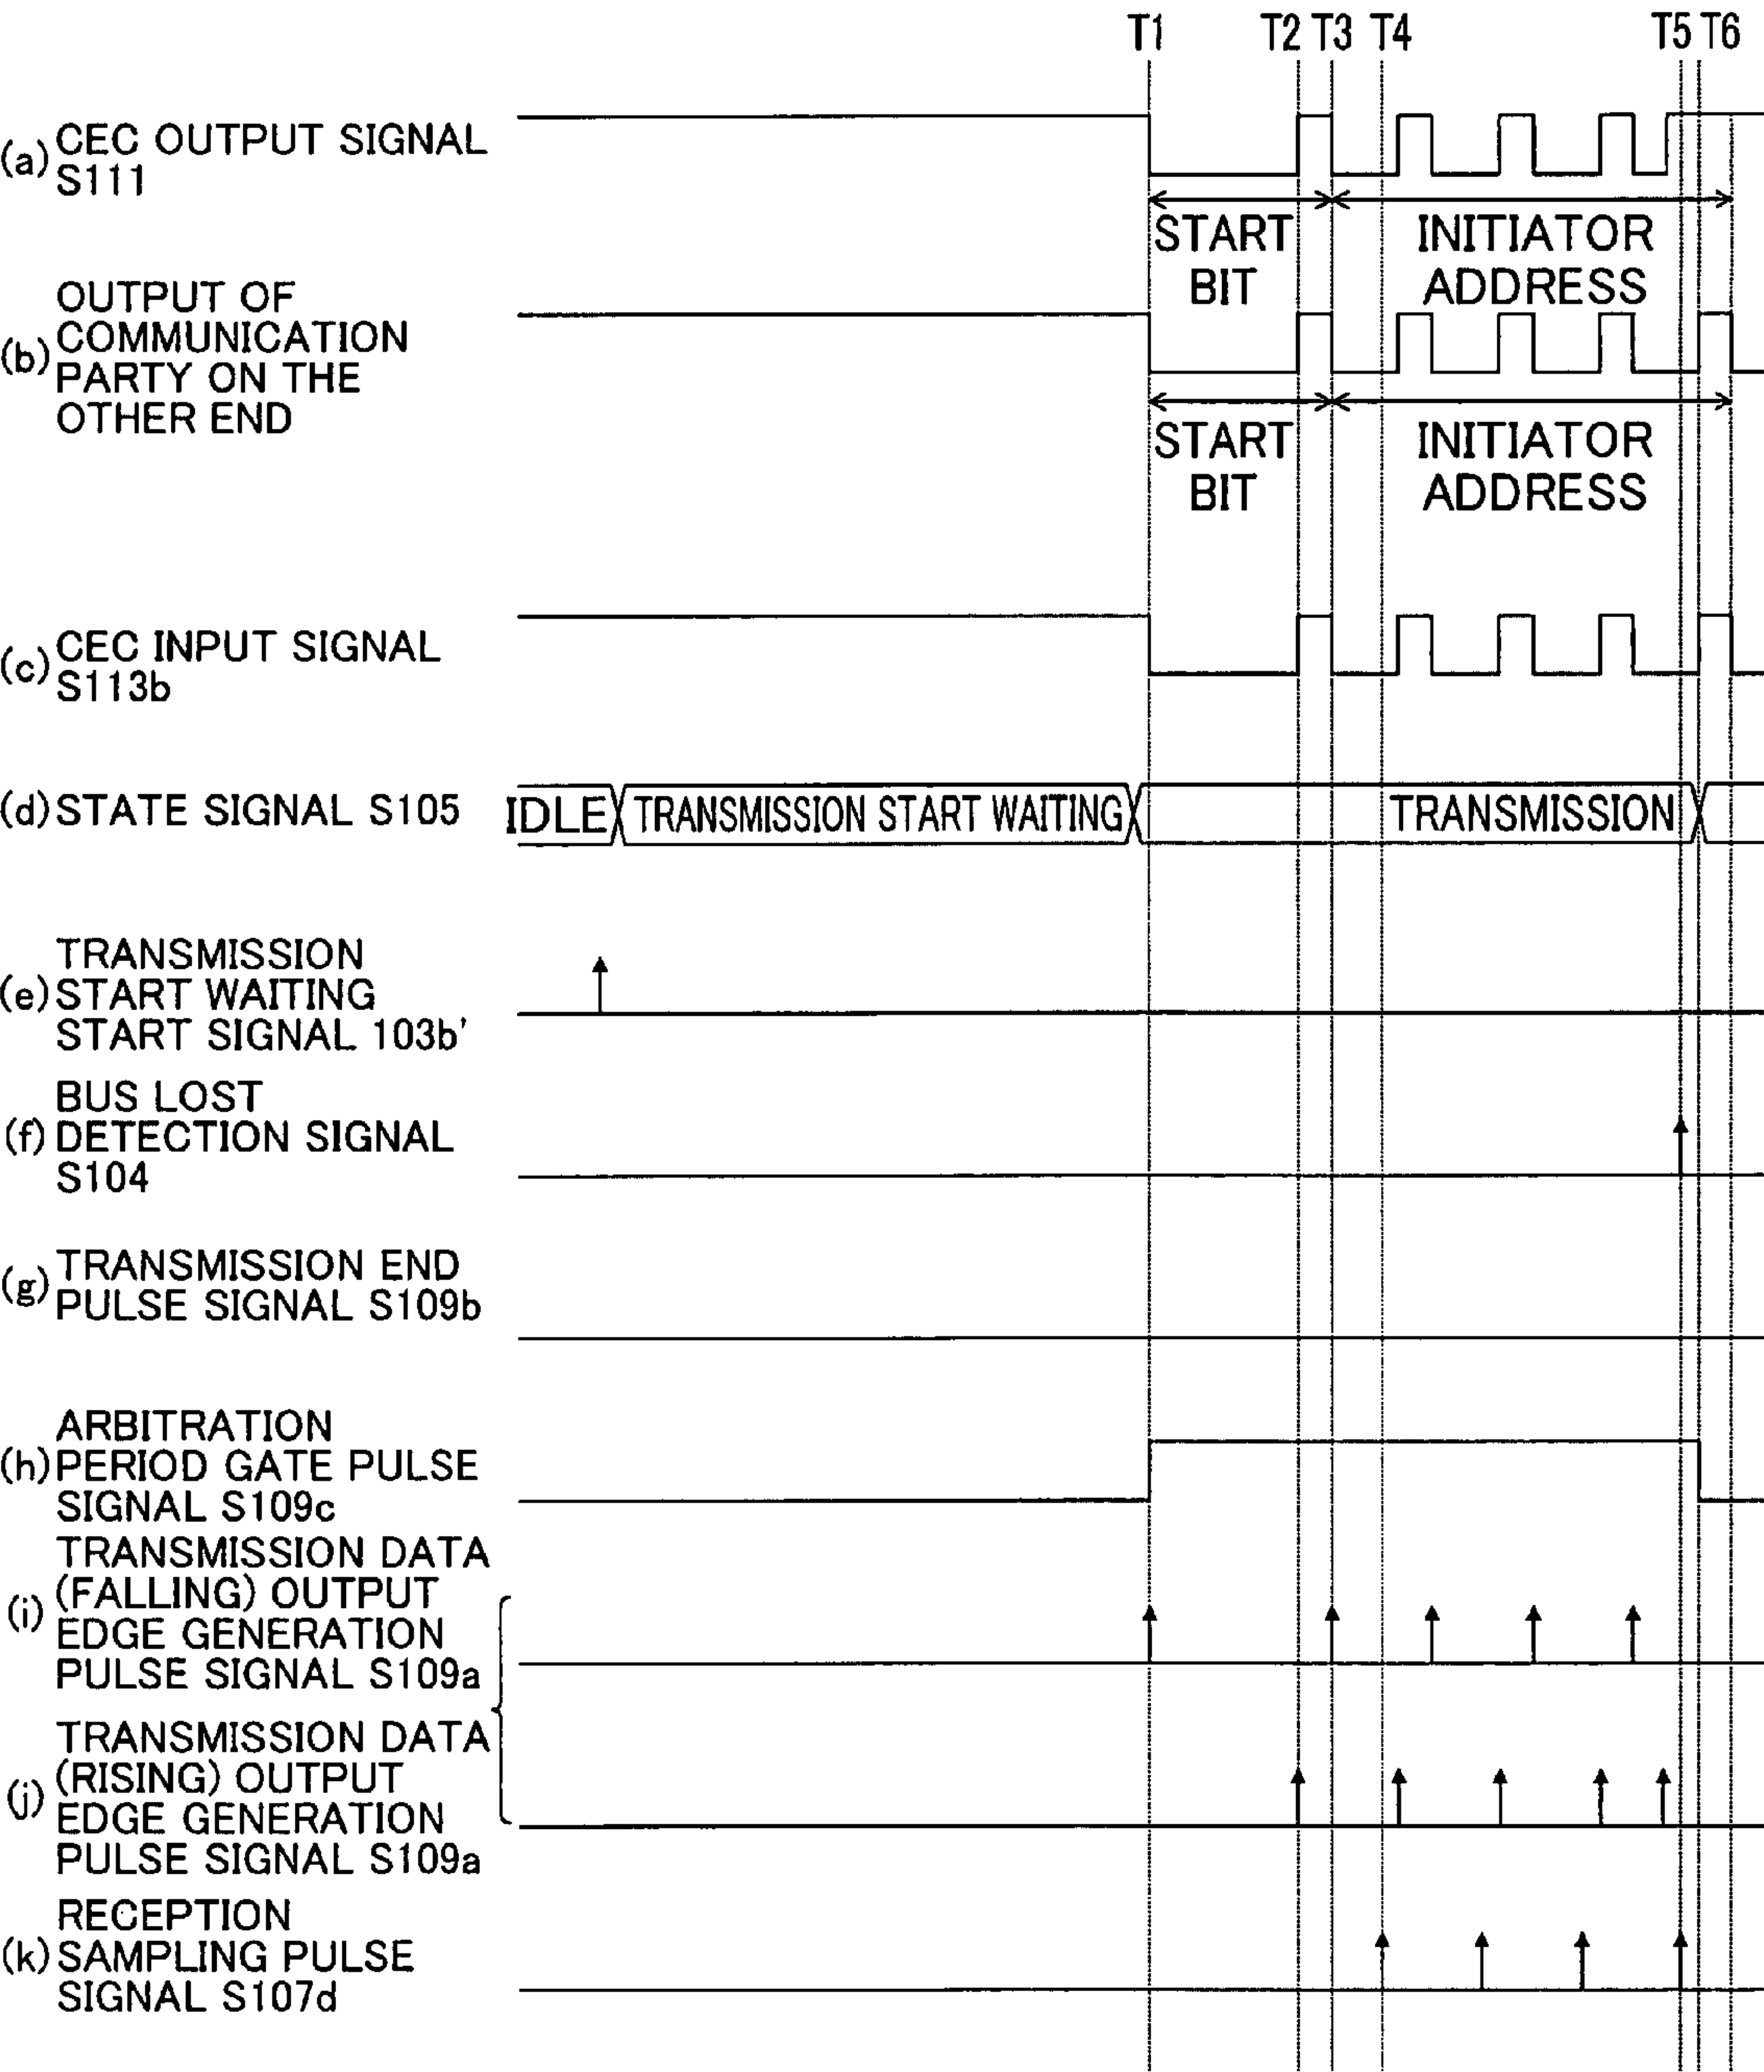 T1 T2 T3 T4 T5 T6
(a) CEC OUTPUT SIGNAL
S111
START
BIT
INITIATOR
ADDRESS
(b) OUTPUT OF
COMMUNICATION
PARTY ON THE
OTHER END
START
BIT
INITIATOR
ADDRESS
(c) CEC INPUT SIGNAL
S113b
(d) STATE SIGNAL S105
IDLE TRANSMISSION START WAITING TRANSMISSION
(e) TRANSMISSION
START WAITING
START SIGNAL 103b'
(f) BUS LOST
DETECTION SIGNAL
S104
(g) TRANSMISSION END
PULSE SIGNAL S109b
(h) ARBITRATION
PERIOD GATE PULSE
SIGNAL S109c
(i) TRANSMISSION DATA
(FALLING) OUTPUT
EDGE GENERATION
PULSE SIGNAL S109a
(j) TRANSMISSION DATA
(RISING) OUTPUT
EDGE GENERATION
PULSE SIGNAL S109a
(k) RECEPTION
SAMPLING PULSE
SIGNAL S107d